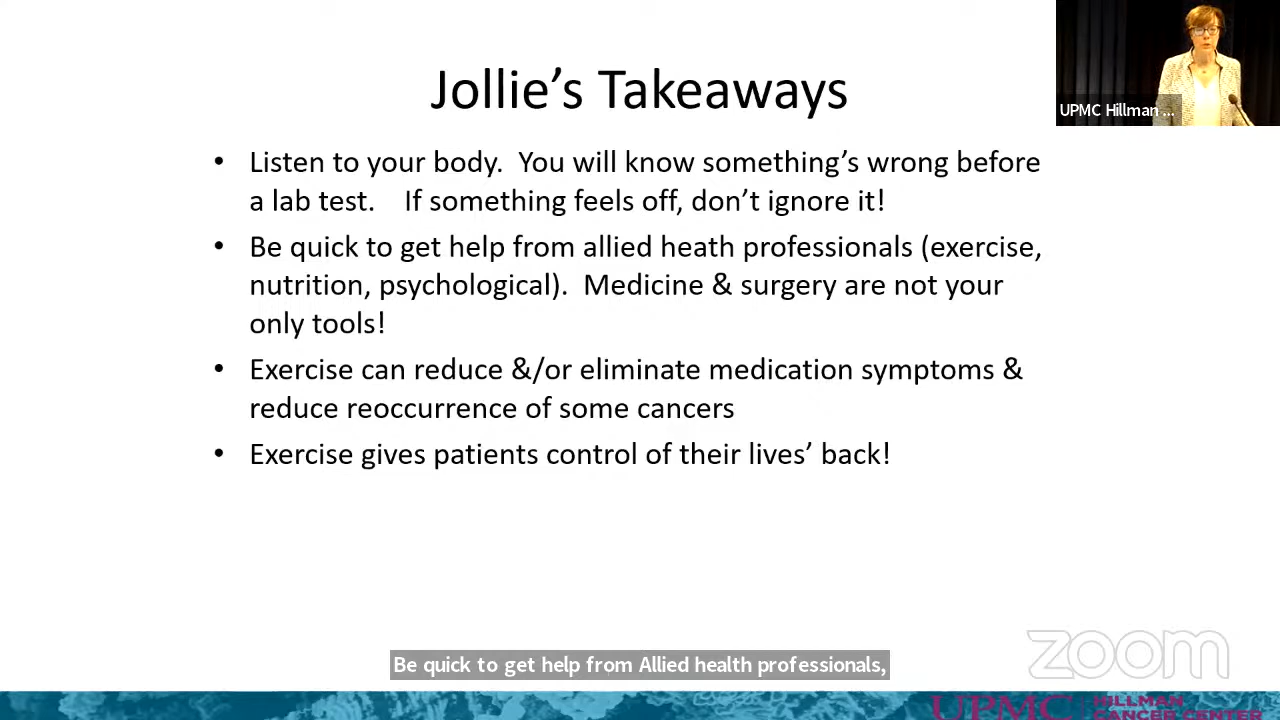 Jollie’s Takeaways
UPMC Hillman ...
• Listen to your body.  You will know something’s wrong before
a lab test.    If something feels off, don’t ignore it!
• Be quick to get help from allied heath professionals (exercise,
nutrition, psychological).  Medicine & surgery are not your
only tools!
• Exercise can reduce &/or eliminate medication symptoms &
reduce reoccurrence of some cancers
• Exercise gives patients control of their lives’ back!
zoom
Be quick to get help from Allied health professionals,
UPMC | HILLMAN
CANCER CENTER